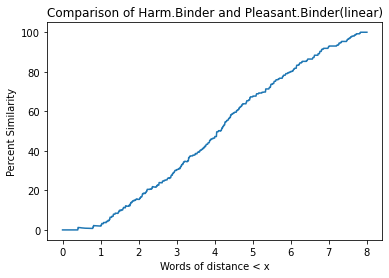 Comparison of Harm.Binder and Pleasant.Binder(linear)
100
80
60
40
20
0
Percent Similarity
0 1 2 3 4 5 6 7 8
Words of distance < x